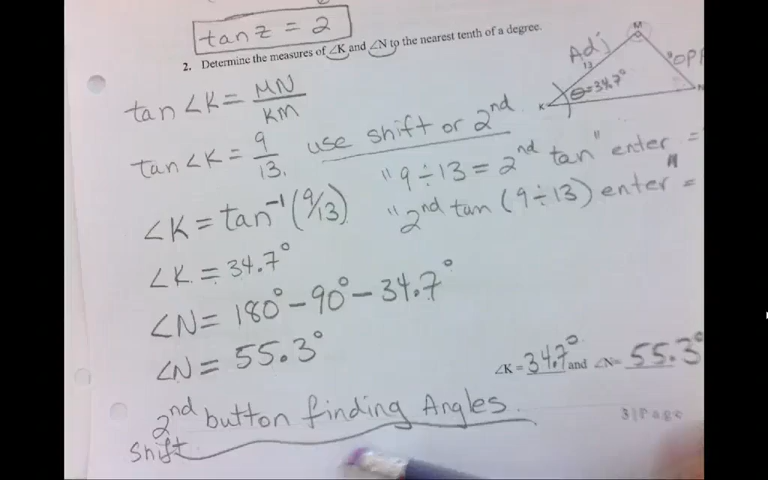 tan Z = 2
2. Determine the measures of ∠K and ∠N to the nearest tenth of a degree.
M
Adj
13
OPP
θ=34.7°
K
tan ∠K = MN/KM
tan ∠K = 9/13. use shift or 2nd
"9÷13 = 2nd tan" enter =
∠K = tan⁻¹(9/13)
"2nd tan (9÷13) enter" =
∠K = 34.7°
∠N = 180° - 90° - 34.7°
∠N = 55.3°
∠K = 34.7° and ∠N = 55.3°
2nd button finding Angles.
Shift
3|Page